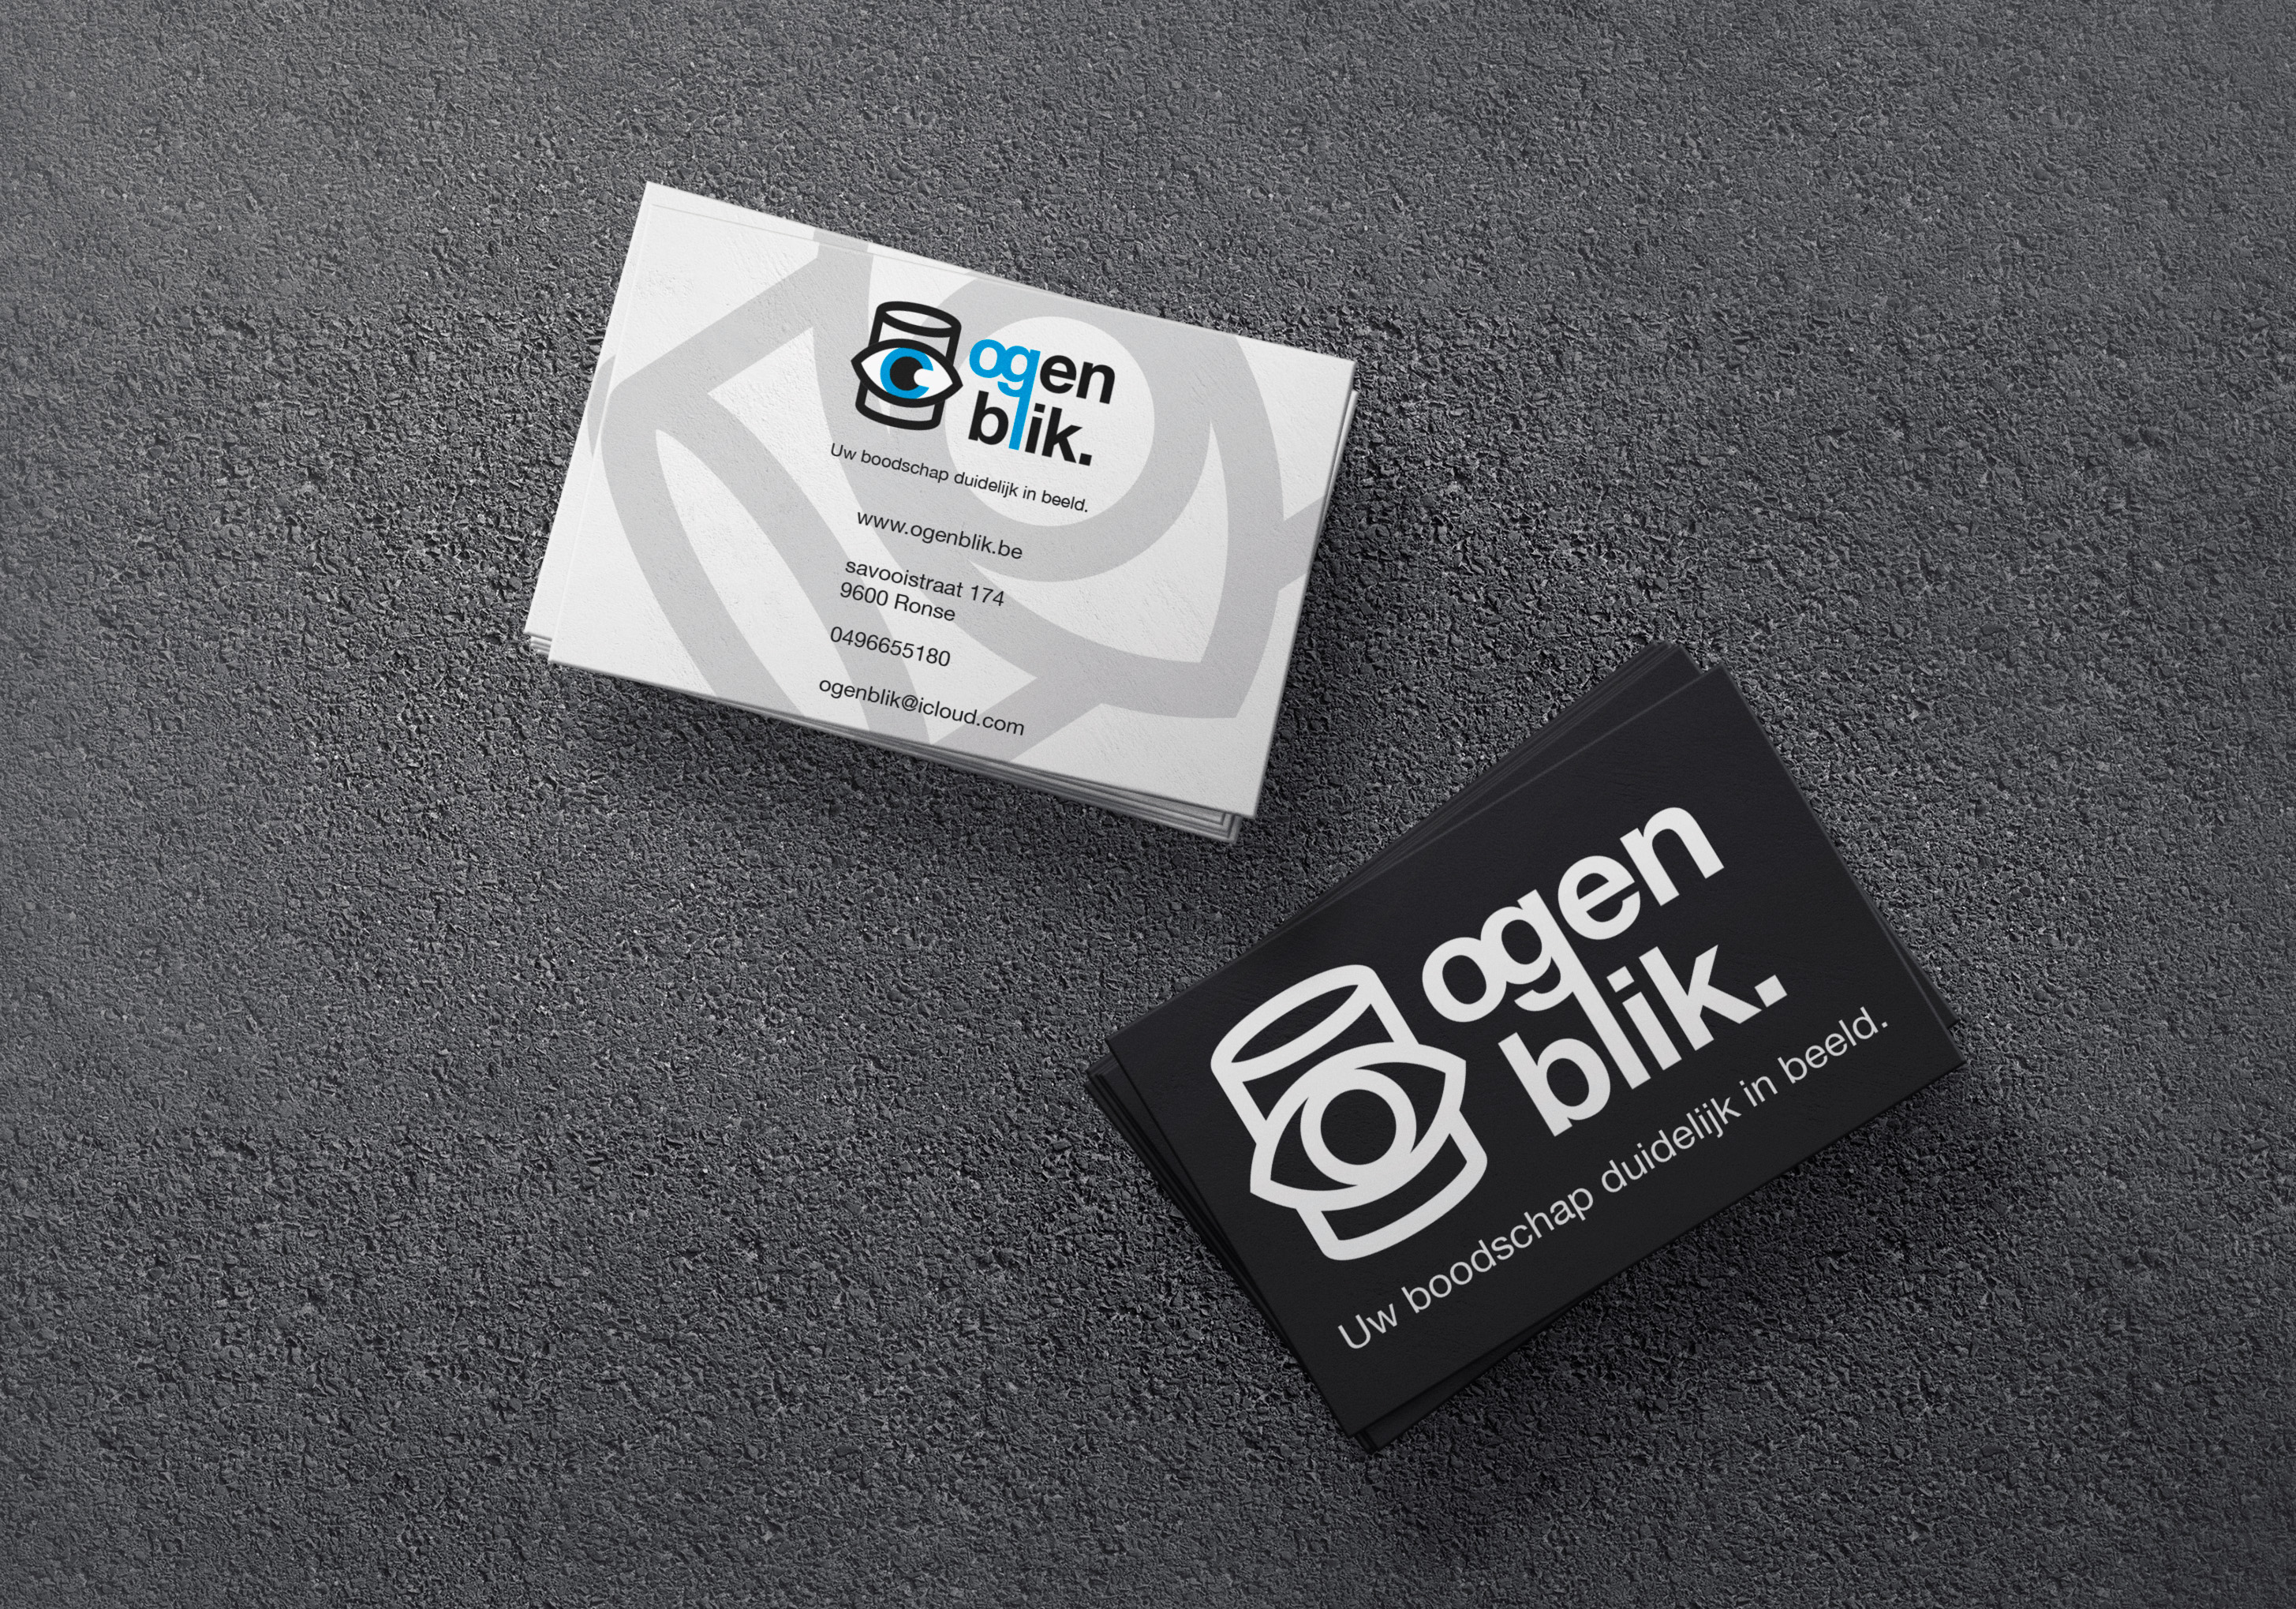 ogen
blik.
Uw boodschap duidelijk in beeld.
www.ogenblik.be
savooistraat 174
9600 Ronse
0496655180
ogenblik@icloud.com
ogen
blik.
Uw boodschap duidelijk in beeld.